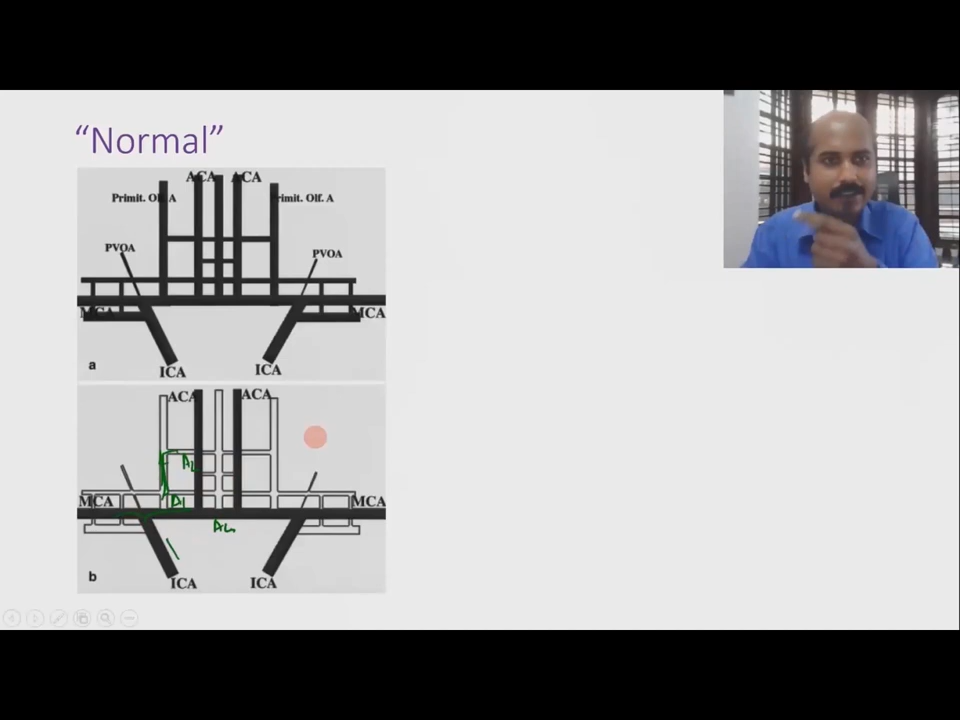 “Normal”
ACA ACA
Primit. Olf. A Primit. Olf. A
PVOA PVOA
MCA MCA
a
ICA ICA
ACA ACA
A1
MCA MCA
b
ICA ICA